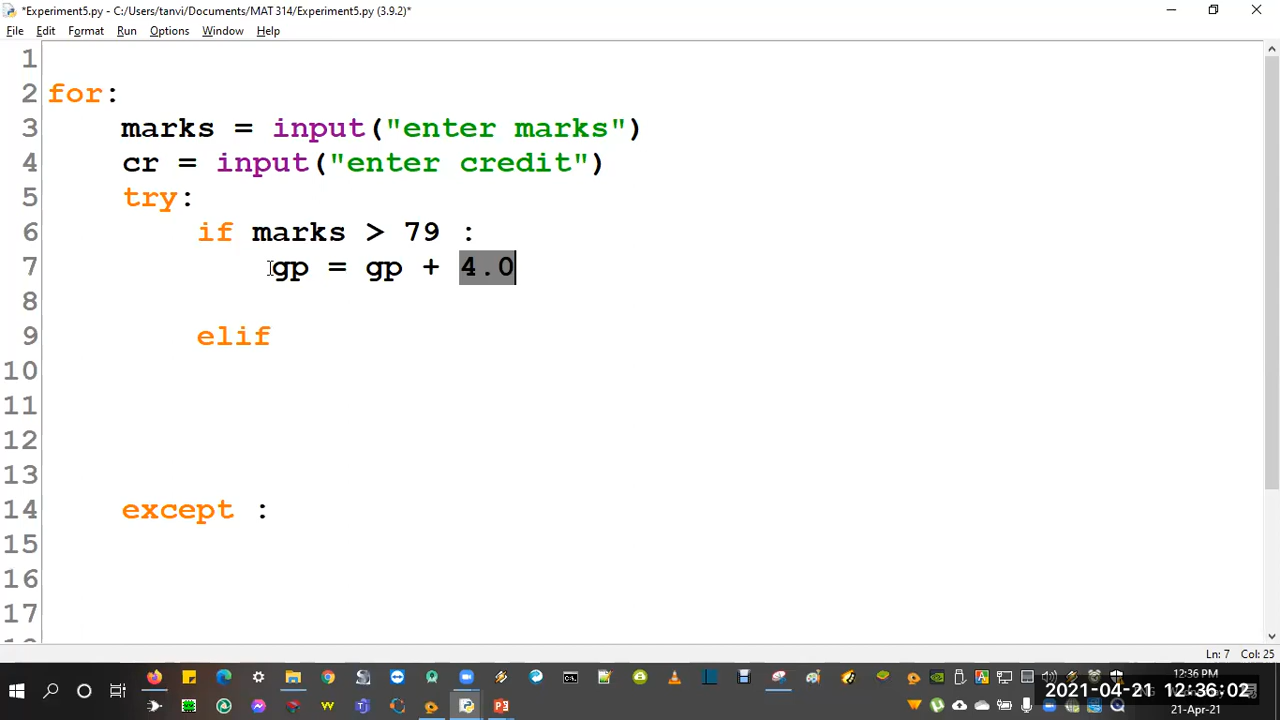 *Experiment5.py - C:/Users/tanvi/Documents/MAT 314/Experiment5.py (3.9.2)*
File Edit Format Run Options Window Help
1
2 for:
3 marks = input("enter marks")
4 cr = input("enter credit")
5 try:
6 if marks > 79 :
7 gp = gp + 4.0
8
9 elif
10
11
12
13
14 except :
15
16
17
Ln: 7 Col: 25
12:36 PM
2021-04-21 12:36:02
21-Apr-21